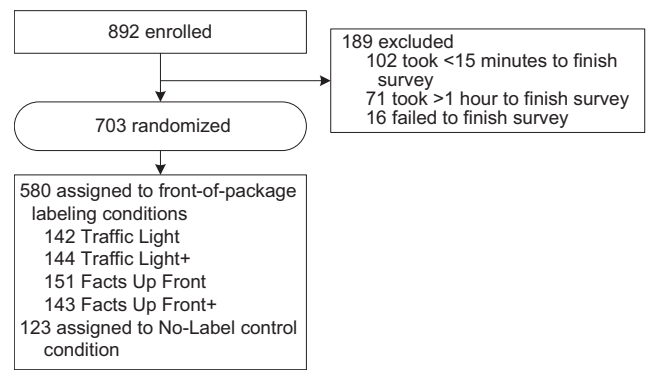 892 enrolled
189 excluded
102 took <15 minutes to finish
survey
71 took >1 hour to finish survey
16 failed to finish survey
703 randomized
580 assigned to front-of-package
labeling conditions
142 Traffic Light
144 Traffic Light+
151 Facts Up Front
143 Facts Up Front+
123 assigned to No-Label control
condition